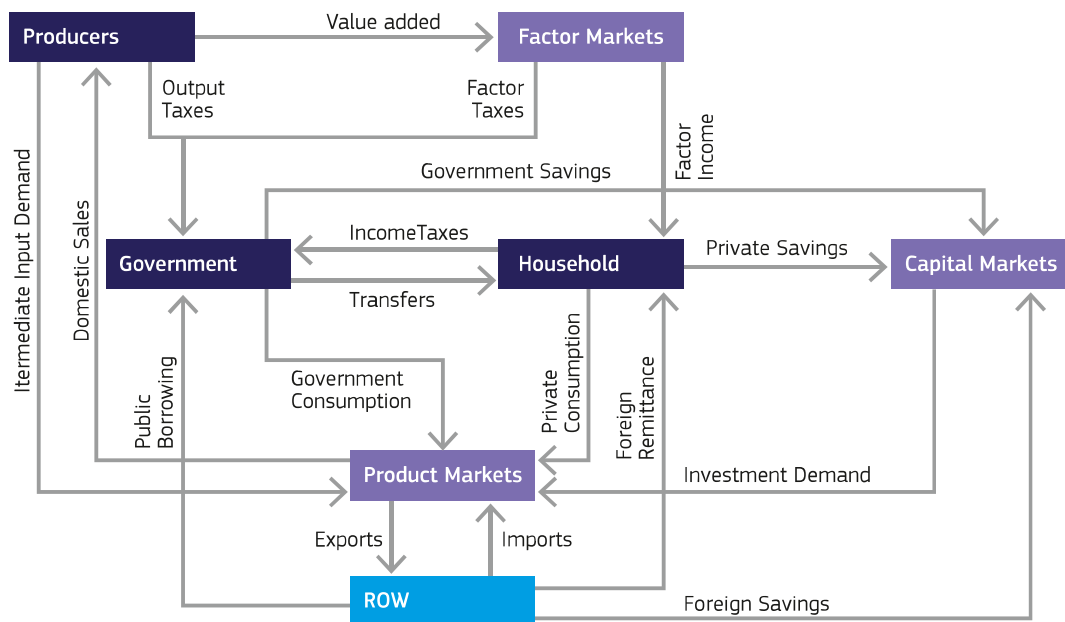 Producers
Value added
Factor Markets
Output
Taxes
Factor
Taxes
Factor
Income
Government Savings
Itermediate Input Demand
Domestic Sales
Government
IncomeTaxes
Transfers
Household
Private Savings
Capital Markets
Public
Borrowing
Government
Consumption
Private
Consumption
Foreign
Remittance
Product Markets
Investment Demand
Exports
Imports
ROW
Foreign Savings